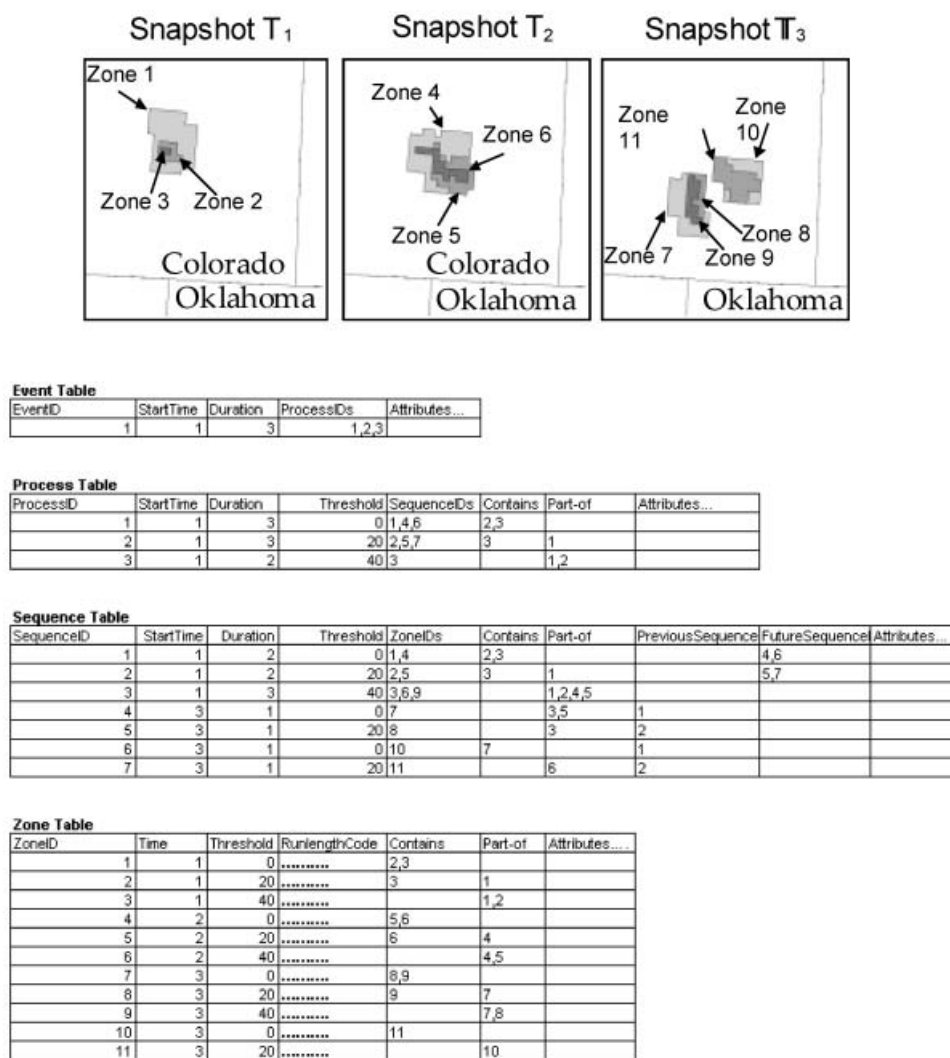 Snapshot T1
Snapshot T2
Snapshot T3
Zone 1
Zone 3
Zone 2
Colorado
Oklahoma
Zone 4
Zone 6
Zone 5
Colorado
Oklahoma
Zone 11
Zone 10
Zone 8
Zone 7
Zone 9
Oklahoma
Event Table
EventID StartTime Duration ProcessIDs Attributes...
1 1 3 1,2,3
Process Table
ProcessID StartTime Duration Threshold SequenceIDs Contains Part-of Attributes...
1 1 3 0 1,4,6 2,3
2 1 3 20 2,5,7 3 1
3 1 2 40 3 1,2
Sequence Table
SequenceID StartTime Duration Threshold ZoneIDs Contains Part-of PreviousSequence FutureSequenceI Attributes...
1 1 2 0 1,4 2,3 4,6
2 1 2 20 2,5 3 1 5,7
3 1 3 40 3,6,9 1,2,4,5
4 3 1 0 7 3,5 1
5 3 1 20 8 3 2
6 3 1 0 10 7 1
7 3 1 20 11 6 2
Zone Table
ZoneID Time Threshold RunlengthCode Contains Part-of Attributes.....
1 1 0 .......... 2,3
2 1 20 .......... 3 1
3 1 40 .......... 1,2
4 2 0 .......... 5,6
5 2 20 .......... 6 4
6 2 40 .......... 4,5
7 3 0 .......... 8,9
8 3 20 .......... 9 7
9 3 40 .......... 7,8
10 3 0 .......... 11
11 3 20 .......... 10